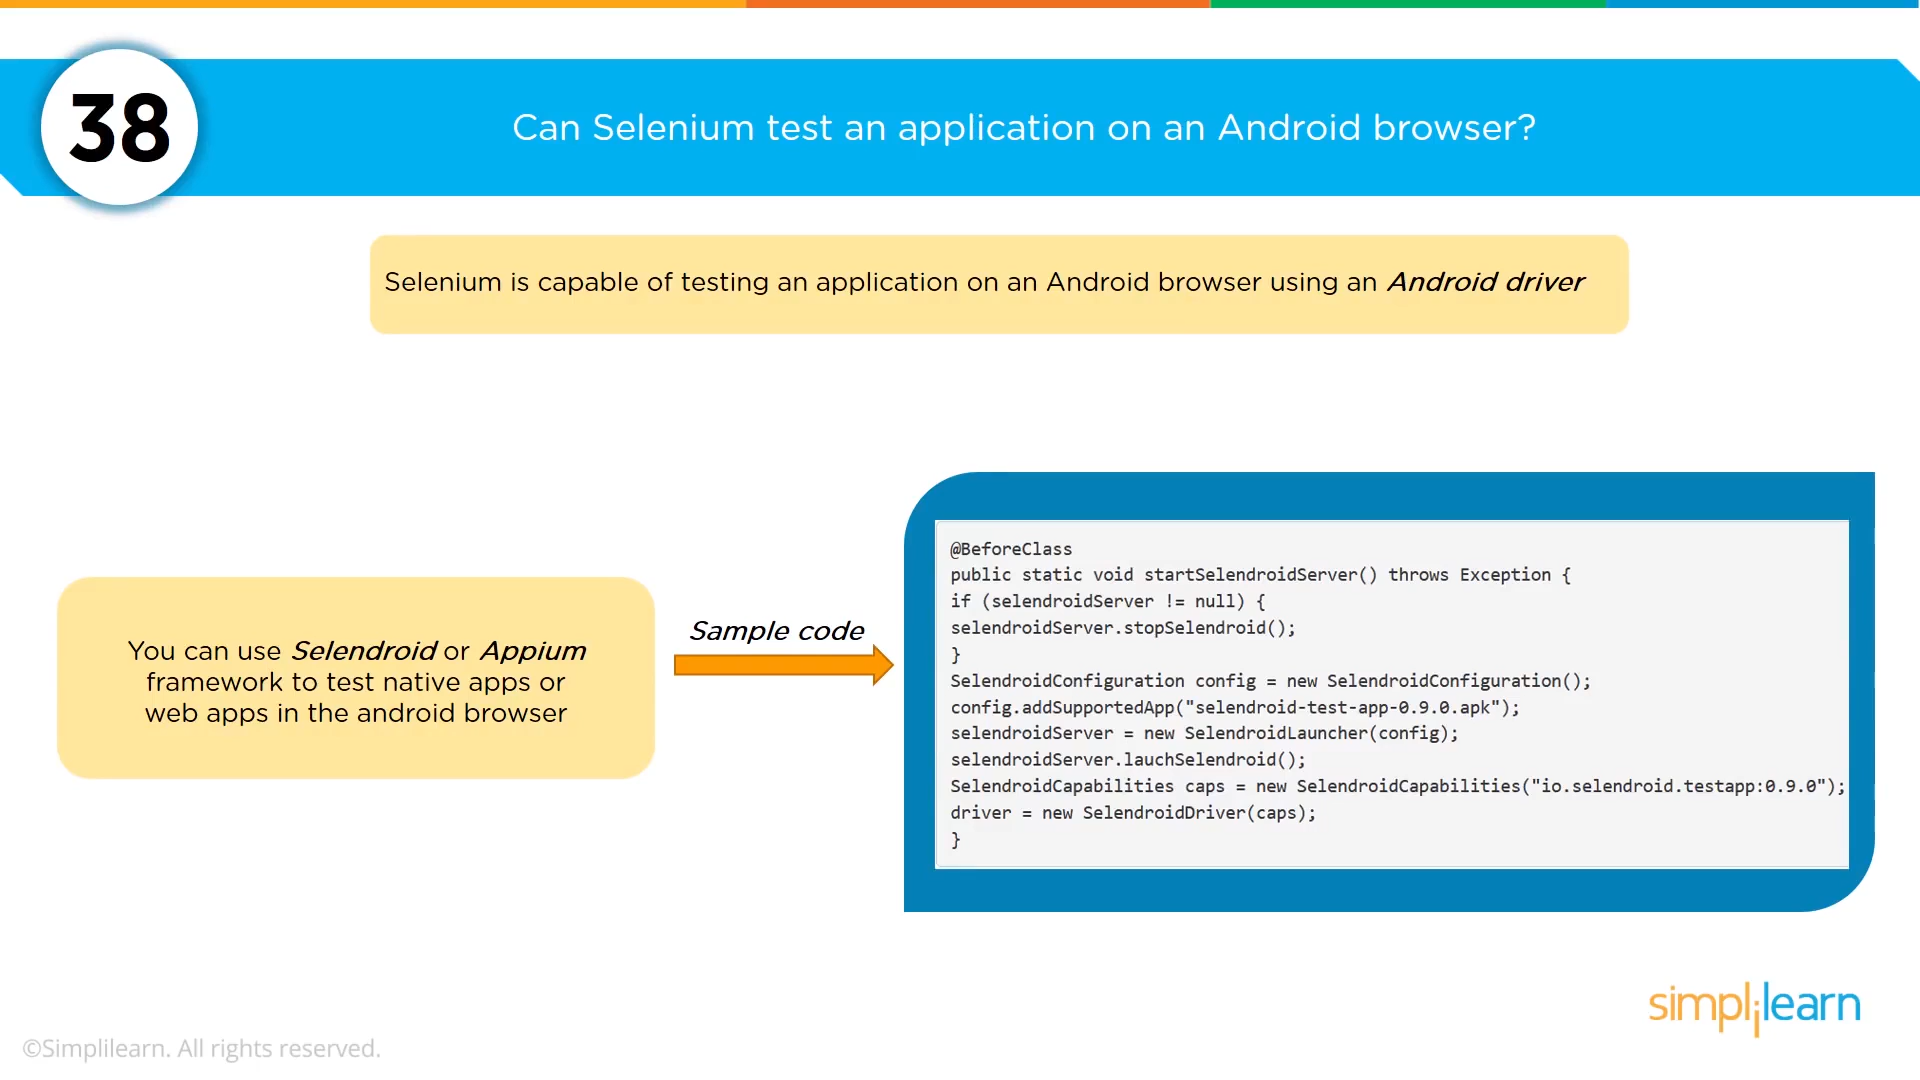 38
Can Selenium test an application on an Android browser?
Selenium is capable of testing an application on an Android browser using an Android driver
You can use Selendroid or Appium
framework to test native apps or
web apps in the android browser
Sample code
@BeforeClass
public static void startSelendroidServer() throws Exception {
if (selendroidServer != null) {
selendroidServer.stopSelendroid();
}
SelendroidConfiguration config = new SelendroidConfiguration();
config.addSupportedApp("selendroid-test-app-0.9.0.apk");
selendroidServer = new SelendroidLauncher(config);
selendroidServer.lauchSelendroid();
SelendroidCapabilities caps = new SelendroidCapabilities("io.selendroid.testapp:0.9.0");
driver = new SelendroidDriver(caps);
}
simplilearn
©Simplilearn. All rights reserved.